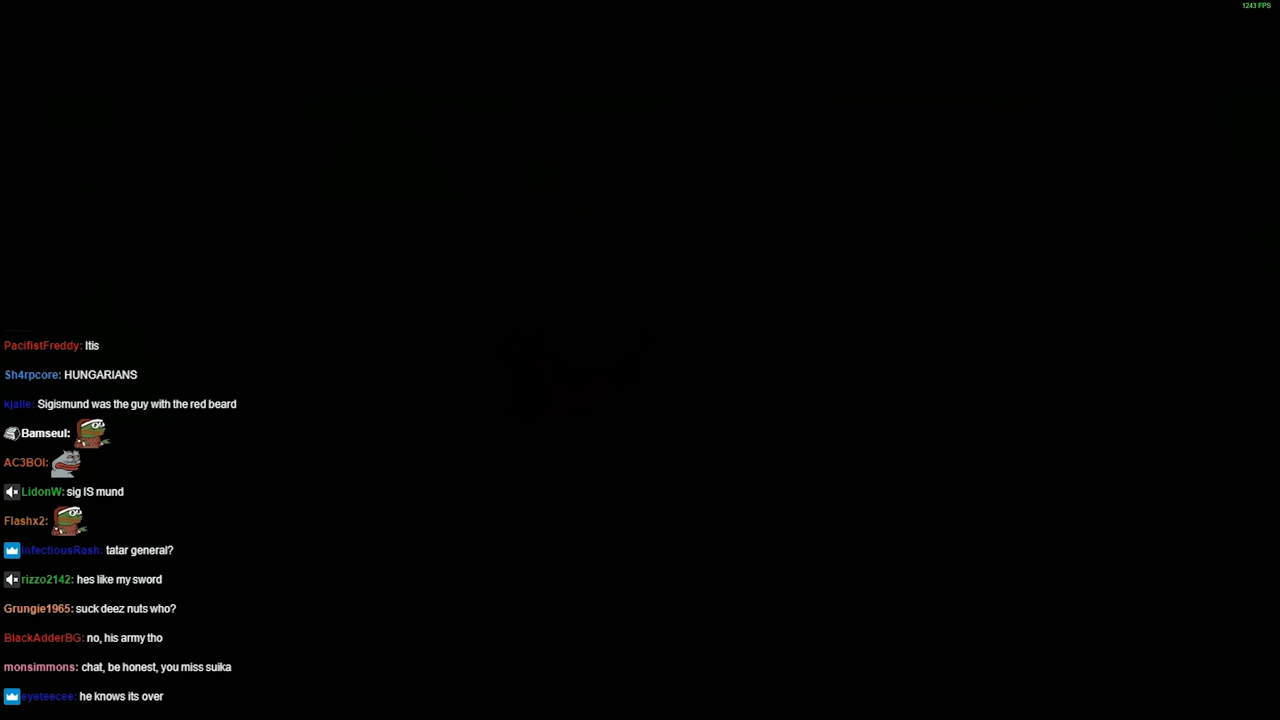 1243 FPS
PacifistFreddy: ltis
Sh4rpcore: HUNGARIANS
kjalle: Sigismund was the guy with the red beard
Bamseul:
AC3BOI:
LidonW: sig IS mund
Flashx2:
InfectiousRash: tatar general?
rizzo2142: hes like my sword
Grungie1965: suck deez nuts who?
BlackAdderBG: no, his army tho
monsimmons: chat, be honest, you miss suika
eyeteecee: he knows its over